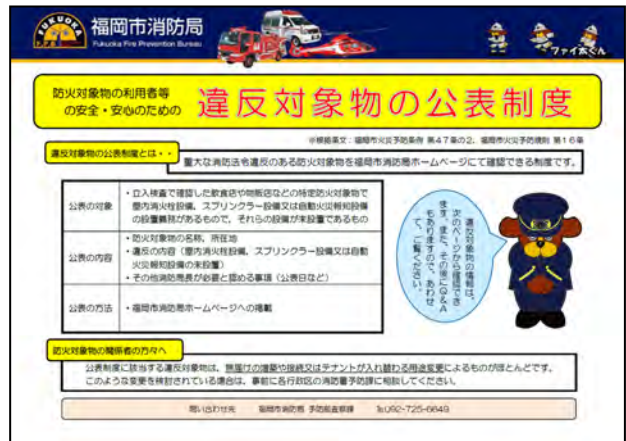 FUKUOKA
福岡市消防局
Fukuoka Fire Prevention Bureau
ファイ太くん
防火対象物の利用者等
の安全・安心のための
違反対象物の公表制度
※根拠条文:福岡市火災予防条例 第47条の2、福岡市火災予防規則 第16条
違反対象物の公表制度とは・・
重大な消防法令違反のある防火対象物を福岡市消防局ホームページにて確認できる制度です。
公表の対象
・立入検査で確認した飲食店や物販店などの特定防火対象物で
屋内消火栓設備、スプリンクラー設備又は自動火災報知設備
の設置義務があるもので、それらの設備が未設置であるもの
公表の内容
・防火対象物の名称、所在地
・違反の内容(屋内消火栓設備、スプリンクラー設備又は自動
火災報知設備の未設置)
・その他消防局長が必要と認める事項(公表日など)
公表の方法
・福岡市消防局ホームページへの掲載
違反対象物の情報は、
次のページから確認でき
ます。また、その後にQ&A
もありますので、あわせ
て、ご覧ください。
防火対象物の関係者の方々へ
公表制度に該当する違反対象物は、無届けの増築や接続又はテナントが入れ替わる用途変更によるものがほとんどです。
このような変更を検討されている場合は、事前に各行政区の消防署予防課に相談してください。
問い合わせ先 福岡市消防局 予防部査察課 ℡092-725-6649